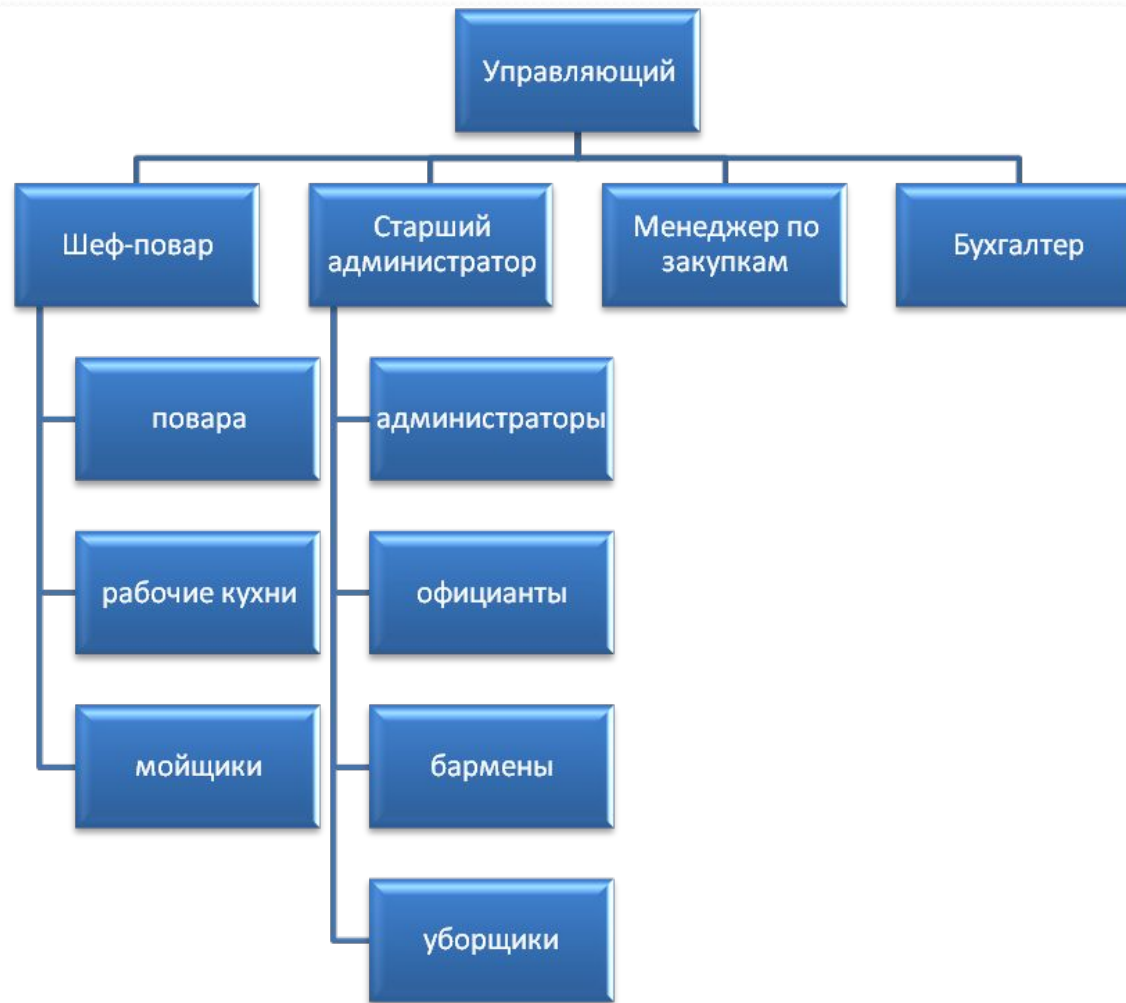 Управляющий
Шеф-повар
Старший
администратор
Менеджер по
закупкам
Бухгалтер
повара
администраторы
рабочие кухни
официанты
мойщики
бармены
уборщики